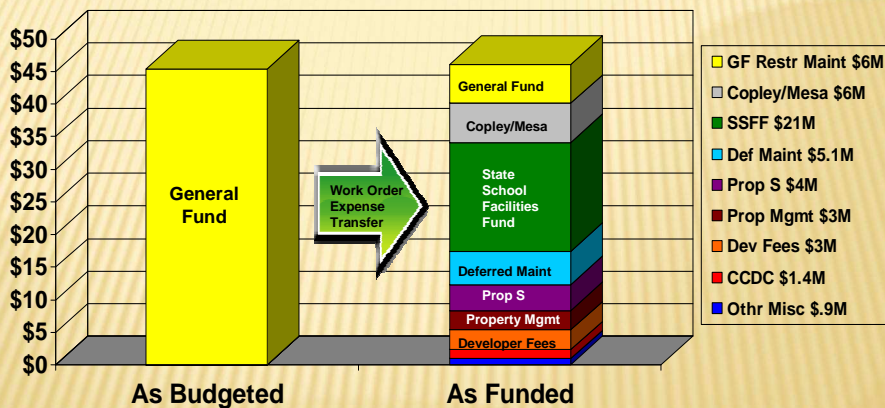 $50
$45
$40
$35
$30
$25
$20
$15
$10
$5
$0
General
Fund
Work Order
Expense
Transfer
General Fund
Copley/Mesa
State
School
Facilities
Fund
Deferred Maint
Prop S
Property Mgmt
Developer Fees
As Budgeted
As Funded
GF Restr Maint $6M
Copley/Mesa $6M
SSFF $21M
Def Maint $5.1M
Prop S $4M
Prop Mgmt $3M
Dev Fees $3M
CCDC $1.4M
Othr Misc $.9M